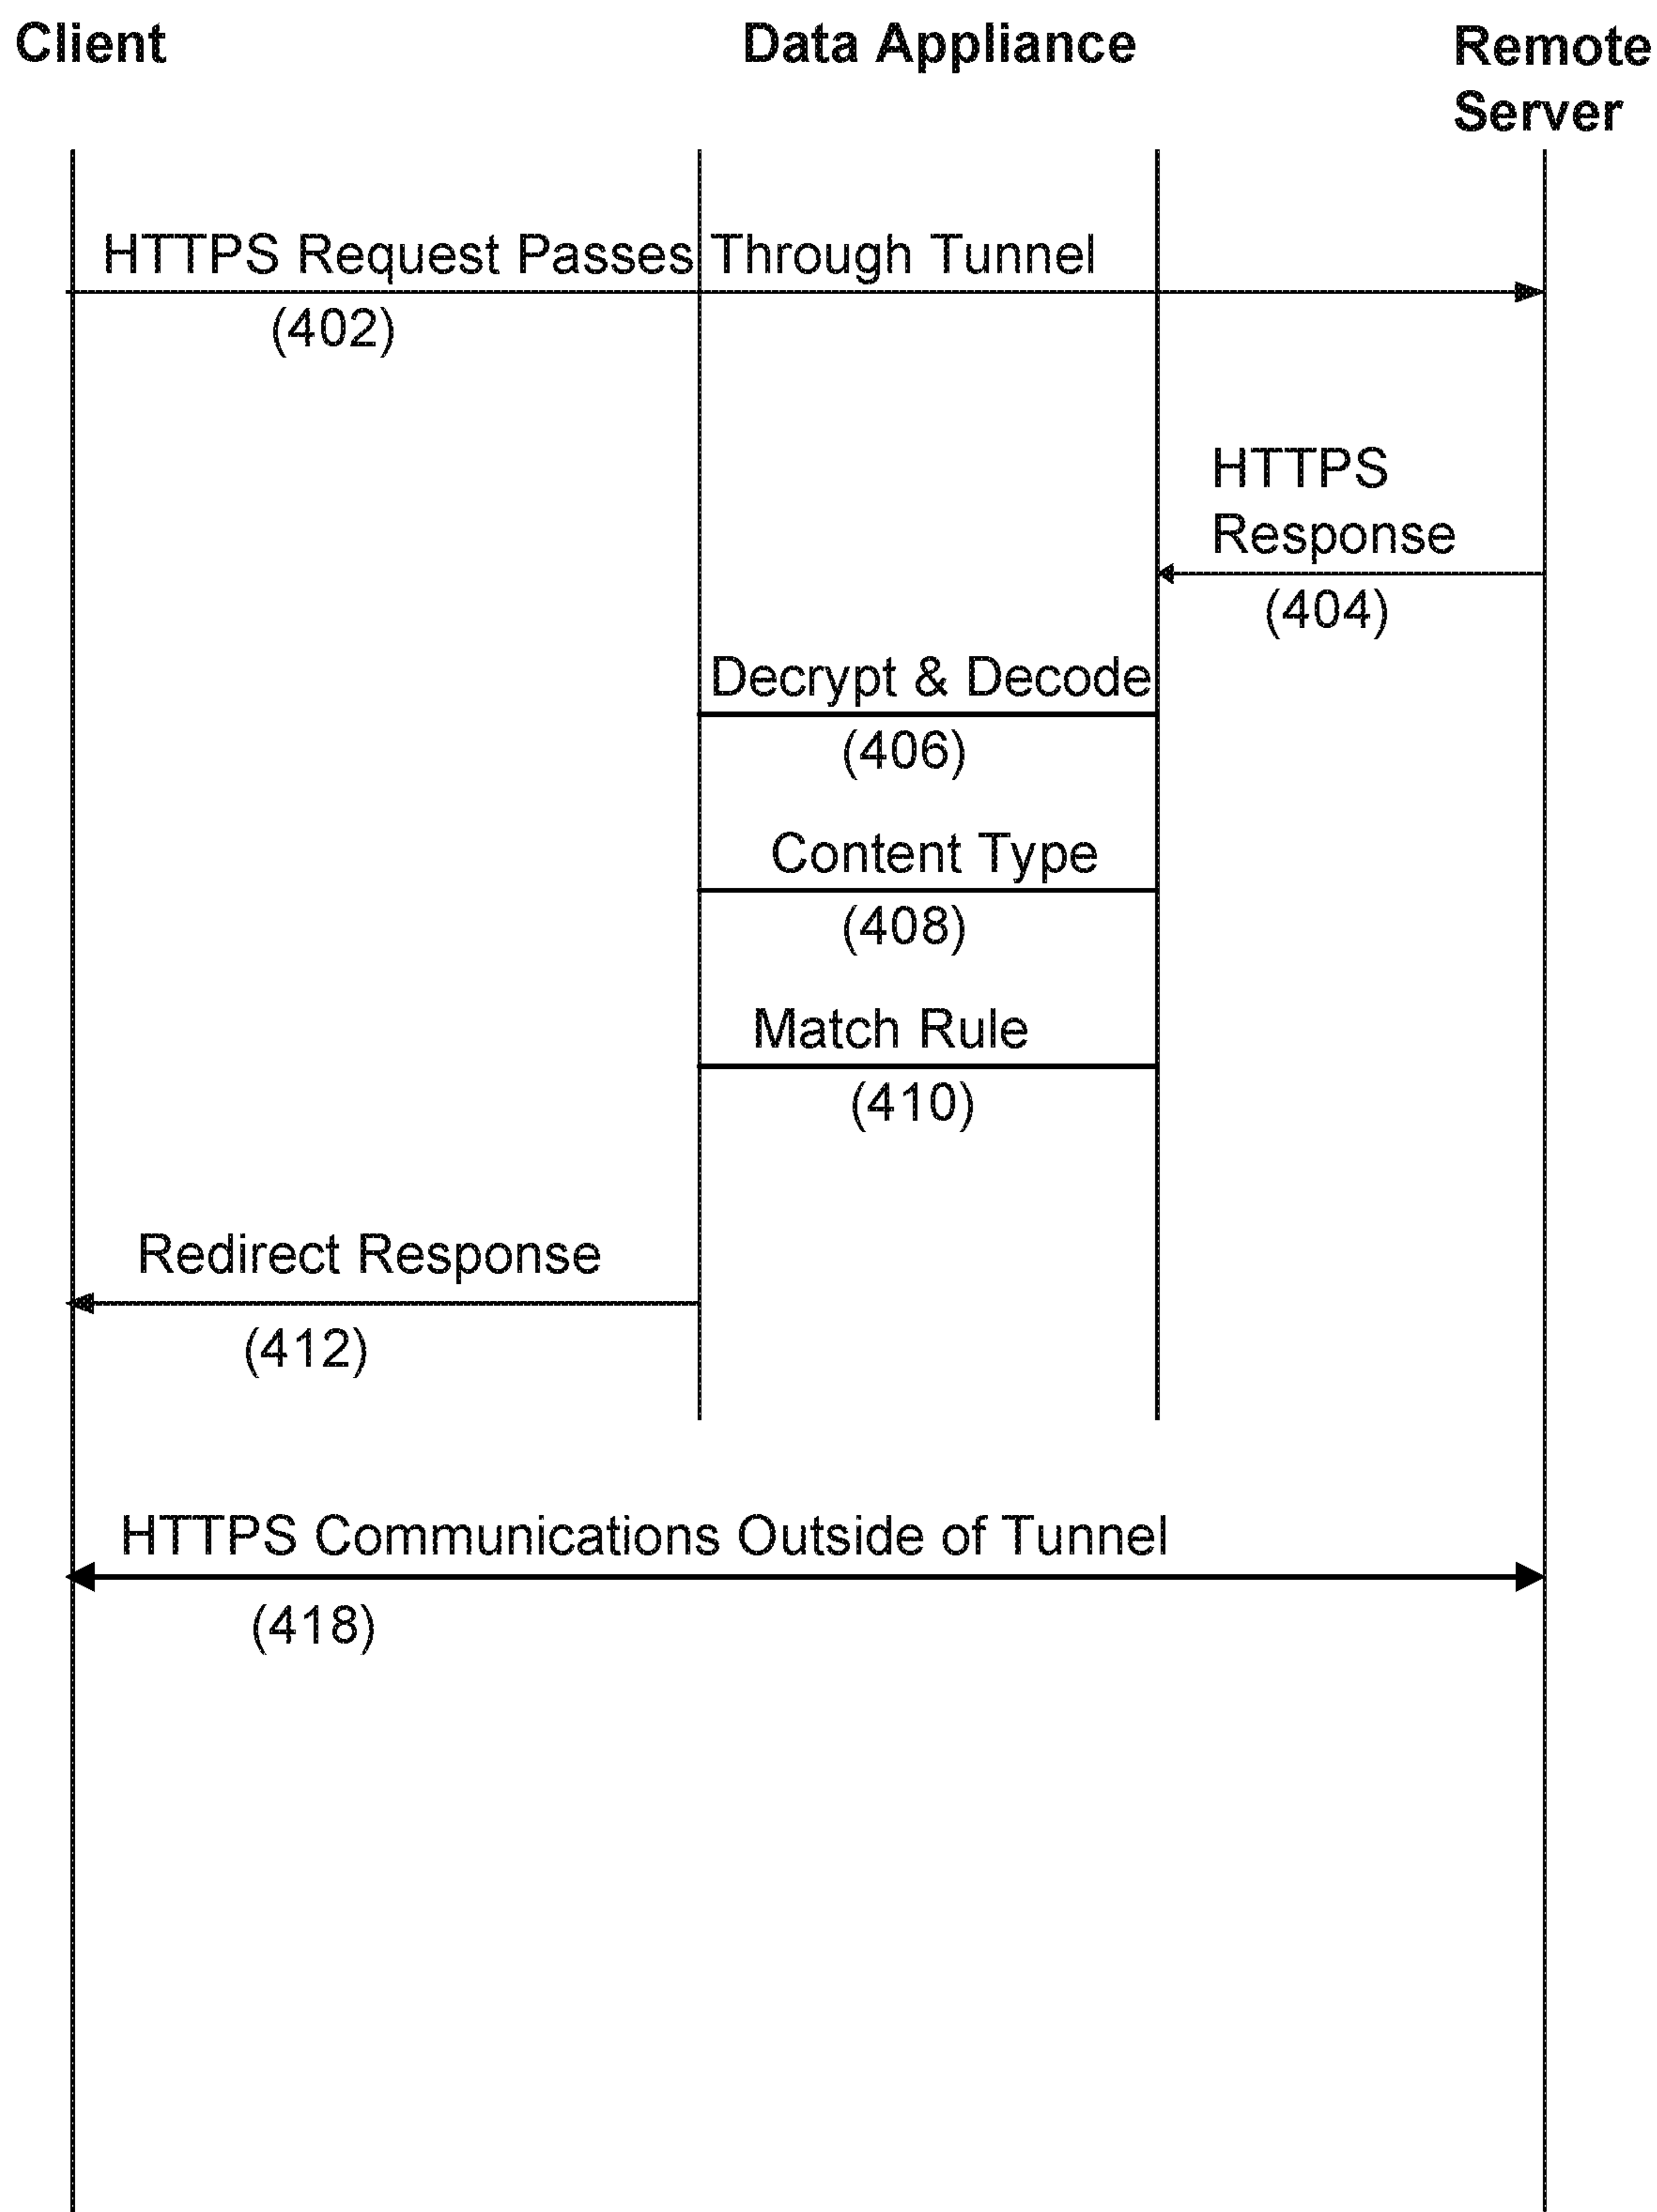 Client
Data Appliance
Remote
Server
HTTPS Request Passes Through Tunnel
(402)
HTTPS
Response
(404)
Decrypt & Decode
(406)
Content Type
(408)
Match Rule
(410)
Redirect Response
(412)
HTTPS Communications Outside of Tunnel
(418)